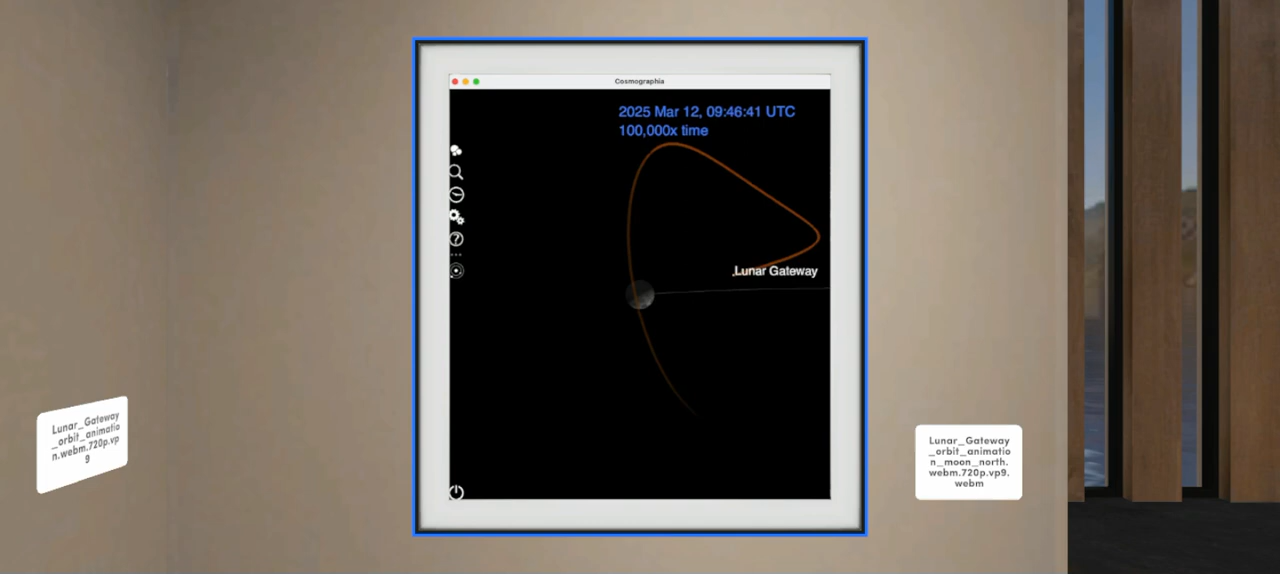 Cosmographia
2025 Mar 12, 09:46:41 UTC
100,000x time
Lunar Gateway
Lunar_Gateway
_orbit_animatio
n.webm.720p.vp
9
Lunar_Gateway
_orbit_animatio
n_moon_north.
webm.720p.vp9.
webm